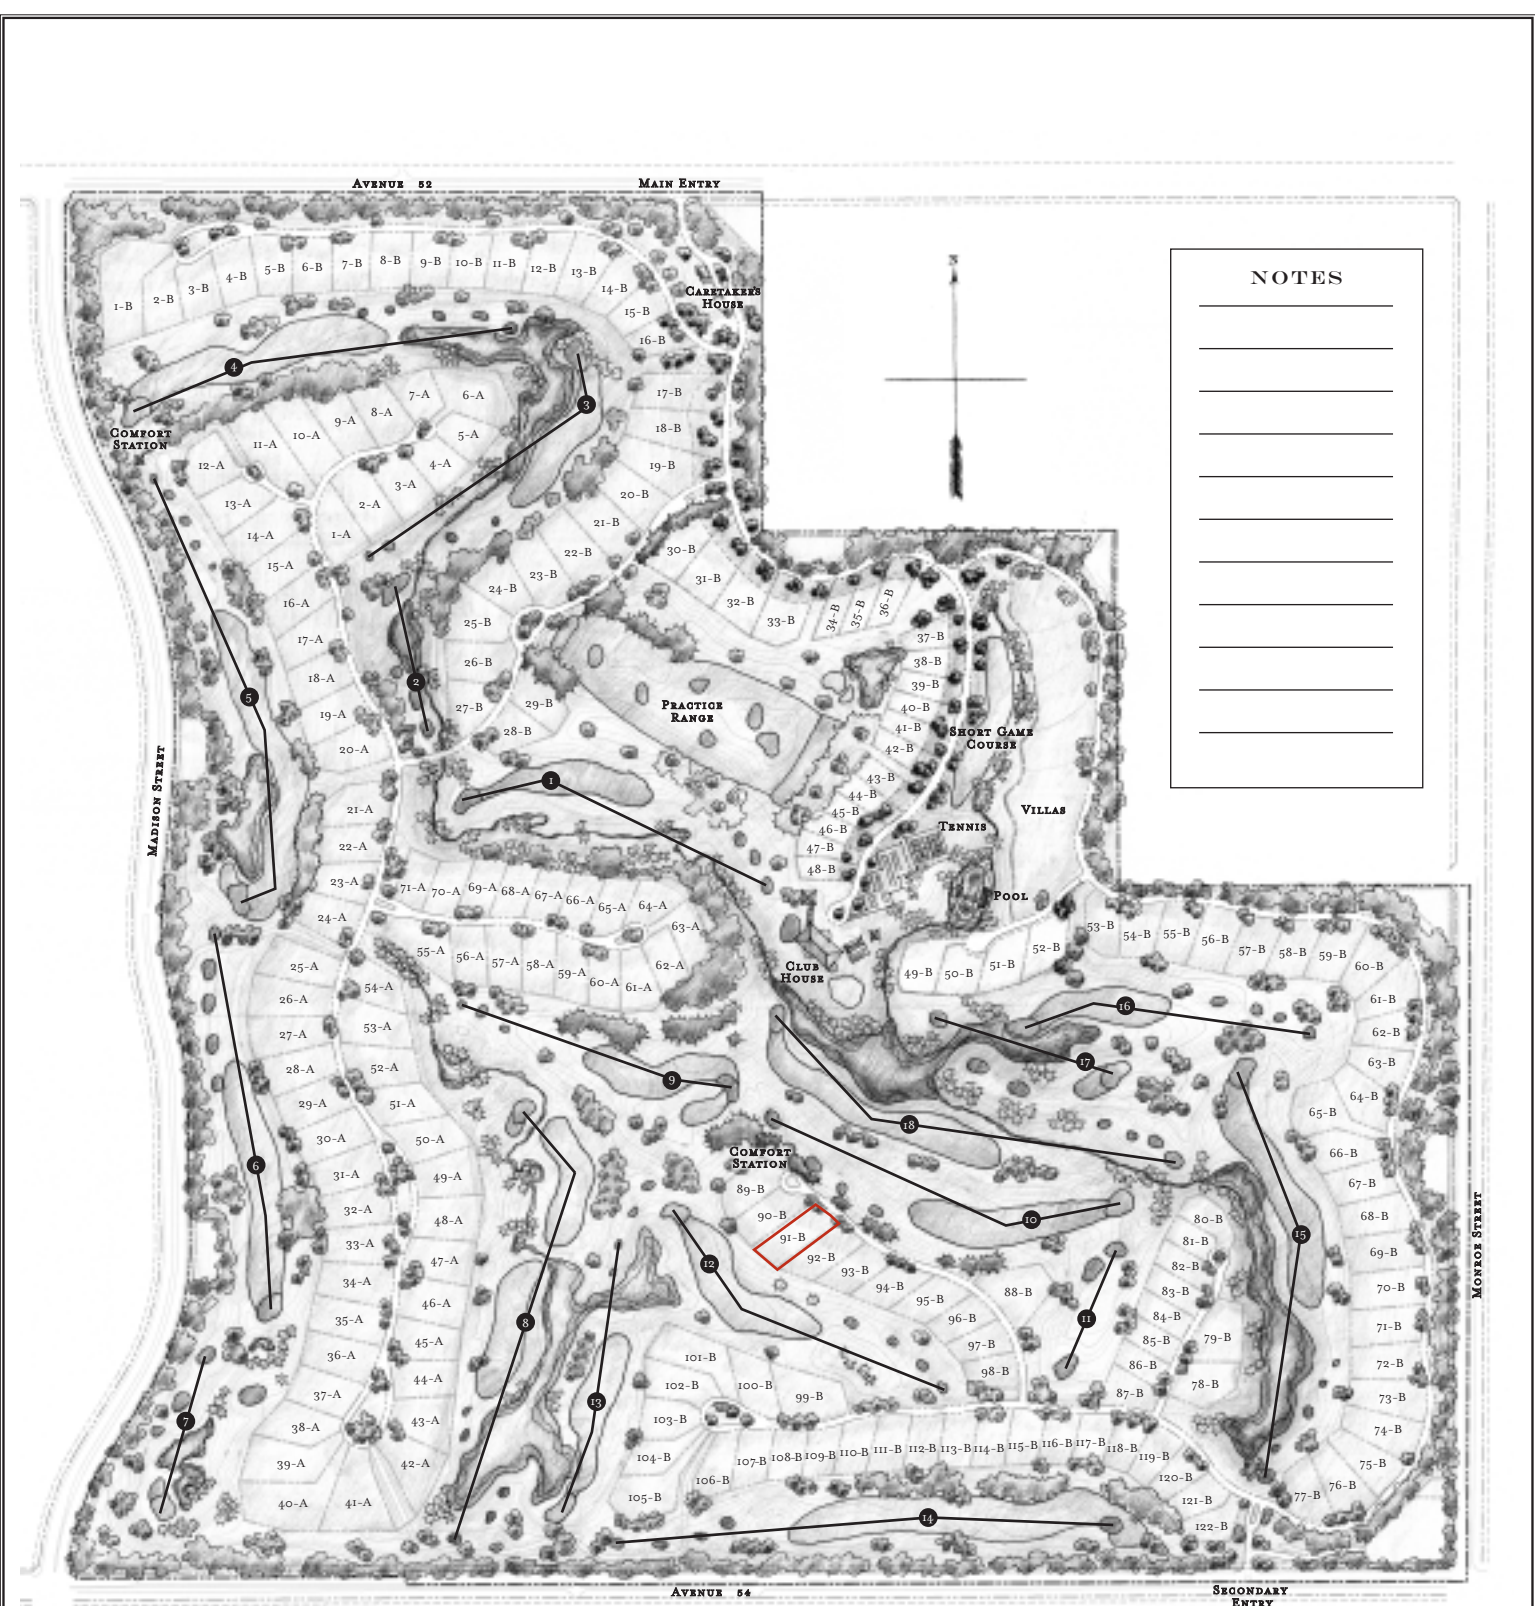 AVENUE 52
MAIN ENTRY
CARETAKER'S
HOUSE
N
NOTES
1-B
2-B
3-B
4-B
5-B
6-B
7-B
8-B
9-B
10-B
11-B
12-B
13-B
14-B
15-B
16-B
17-B
18-B
19-B
20-B
21-B
22-B
23-B
24-B
25-B
26-B
27-B
28-B
29-B
30-B
31-B
32-B
33-B
34-B
35-B
36-B
37-B
38-B
39-B
40-B
41-B
42-B
43-B
44-B
45-B
46-B
47-B
48-B
4
3
COMFORT
STATION
7-A
6-A
8-A
9-A
10-A
11-A
5-A
4-A
3-A
2-A
1-A
12-A
13-A
14-A
15-A
16-A
17-A
18-A
19-A
20-A
21-A
22-A
23-A
24-A
5
2
1
PRACTICE
RANGE
SHORT GAME
COURSE
VILLAS
TENNIS
POOL
CLUB
HOUSE
MADISON STREET
71-A
70-A
69-A
68-A
67-A
66-A
65-A
64-A
63-A
62-A
61-A
60-A
59-A
58-A
57-A
56-A
55-A
54-A
53-A
52-A
51-A
50-A
49-A
48-A
47-A
46-A
45-A
44-A
43-A
42-A
41-A
40-A
39-A
38-A
37-A
36-A
35-A
34-A
33-A
32-A
31-A
30-A
29-A
28-A
27-A
26-A
25-A
49-B
50-B
51-B
52-B
53-B
54-B
55-B
56-B
57-B
58-B
59-B
60-B
61-B
62-B
63-B
64-B
65-B
66-B
67-B
68-B
69-B
70-B
71-B
72-B
73-B
74-B
75-B
76-B
77-B
16
17
9
18
COMFORT
STATION
6
10
15
12
11
8
13
7
14
89-B
90-B
91-B
92-B
93-B
94-B
95-B
96-B
97-B
98-B
88-B
80-B
81-B
82-B
83-B
84-B
85-B
86-B
87-B
79-B
78-B
101-B
102-B
100-B
99-B
103-B
104-B
105-B
106-B
107-B
108-B
109-B
110-B
111-B
112-B
113-B
114-B
115-B
116-B
117-B
118-B
119-B
120-B
121-B
122-B
MONROE STREET
AVENUE 54
SECONDARY
ENTRY